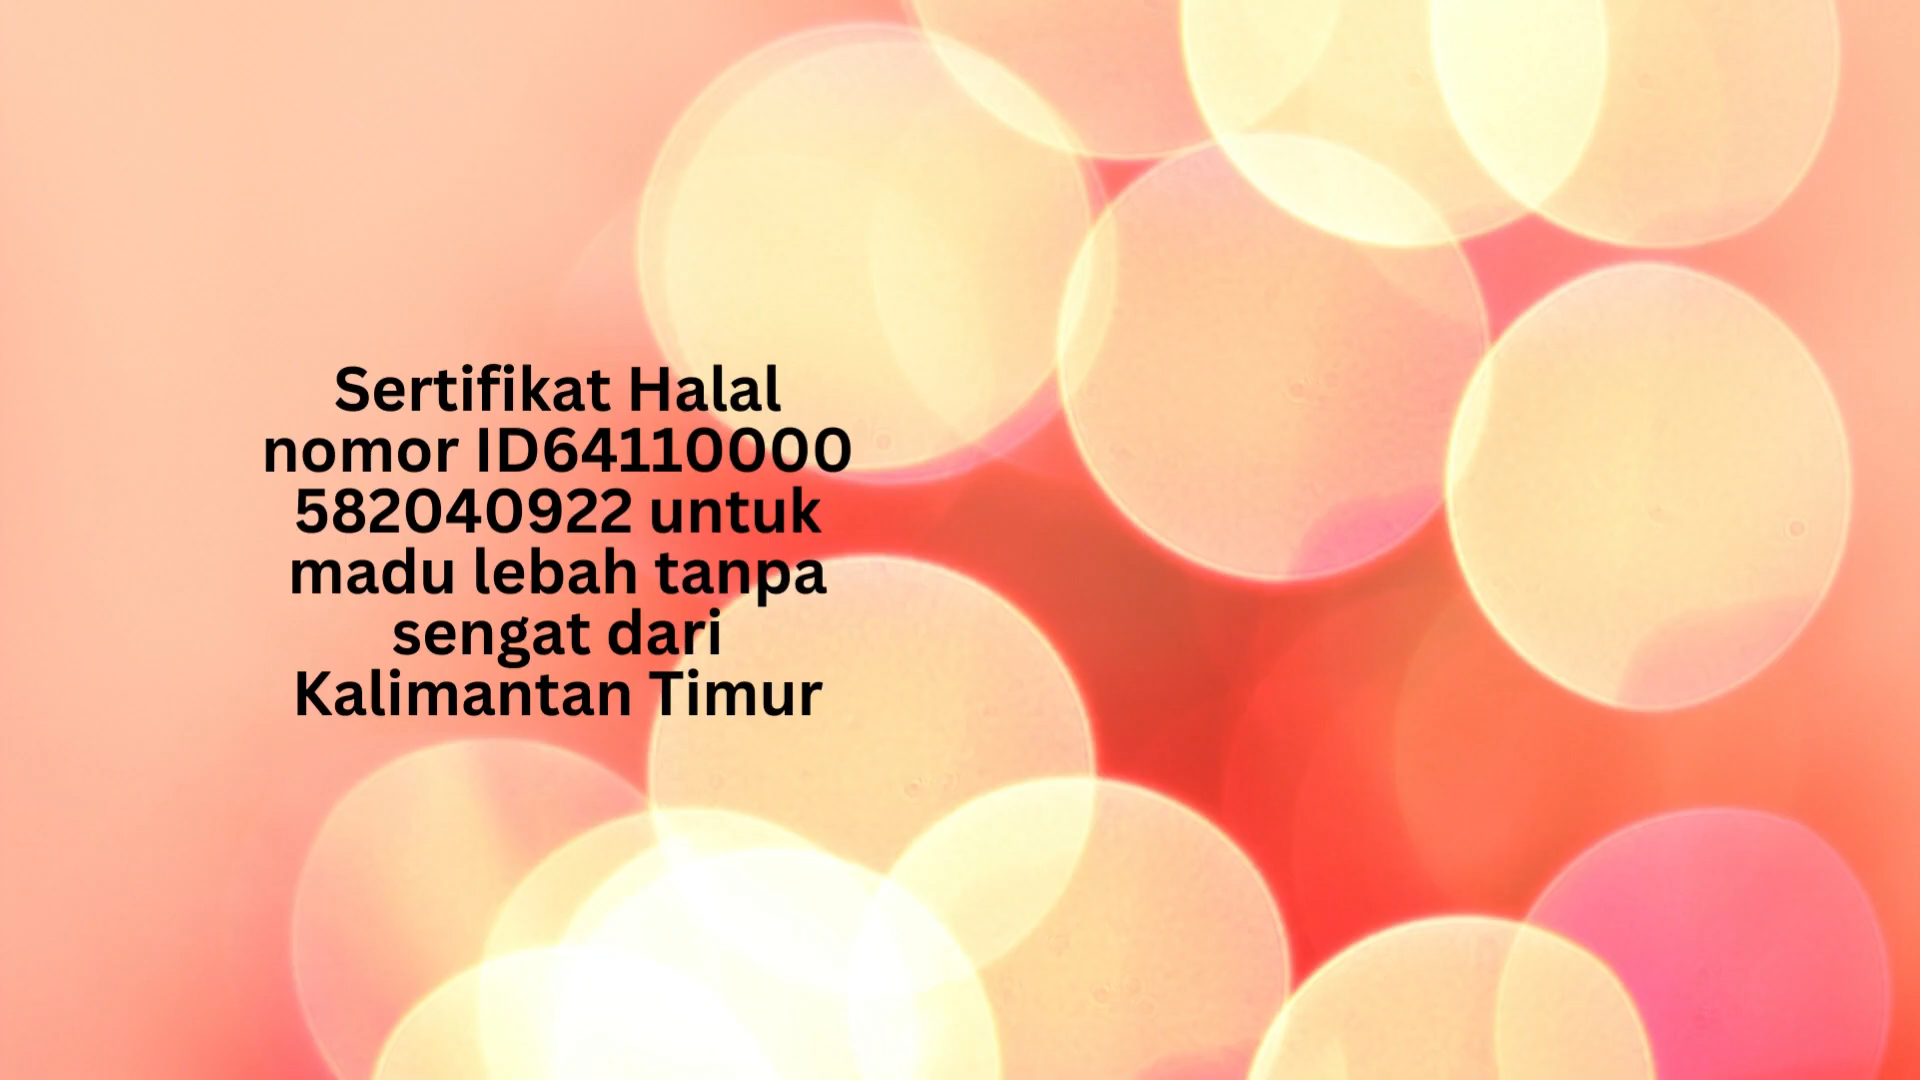 Sertifikat Halal
nomor ID64110000
582040922 untuk
madu lebah tanpa
sengat dari
Kalimantan Timur